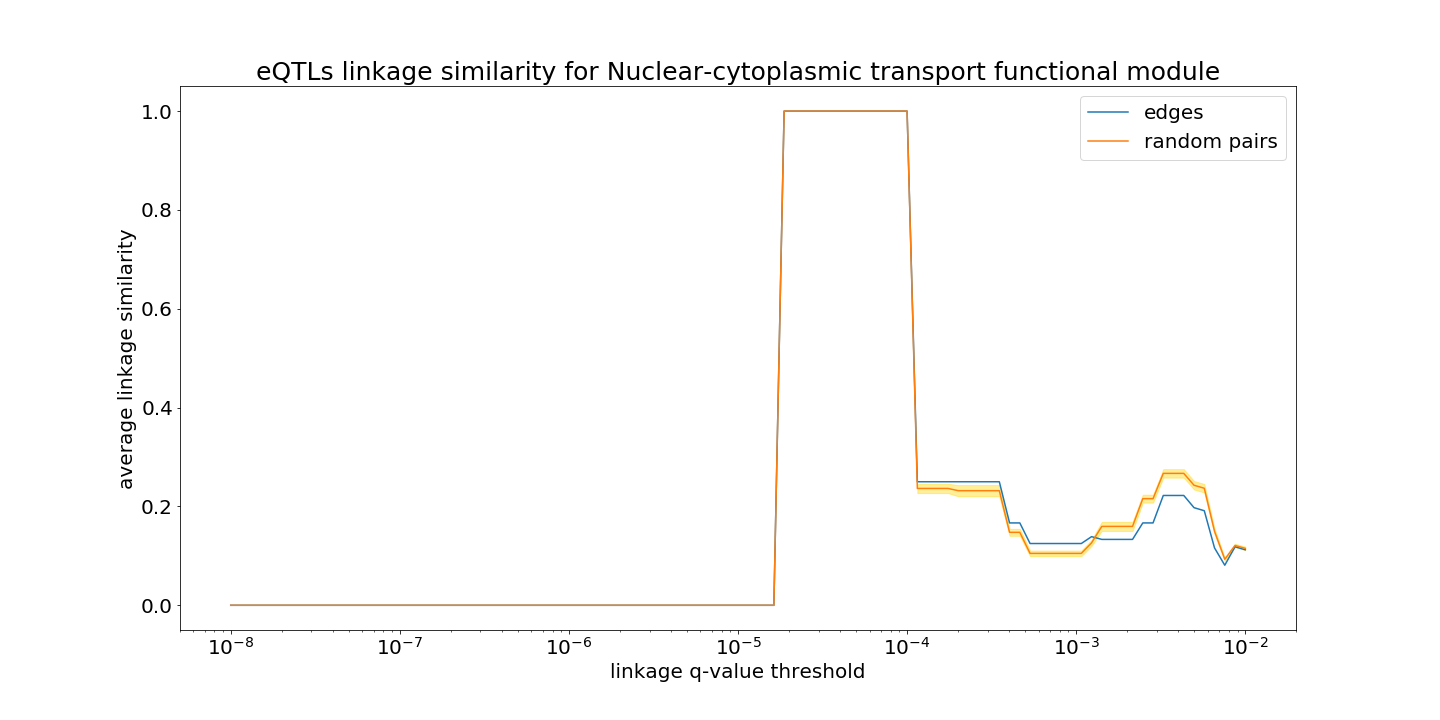 eQTLs linkage similarity for Nuclear-cytoplasmic transport functional module
edges
random pairs
1.0
0.8
0.6
0.4
0.2
0.0
average linkage similarity
10⁻⁸ 10⁻⁷ 10⁻⁶ 10⁻⁵ 10⁻⁴ 10⁻³ 10⁻²
linkage q-value threshold